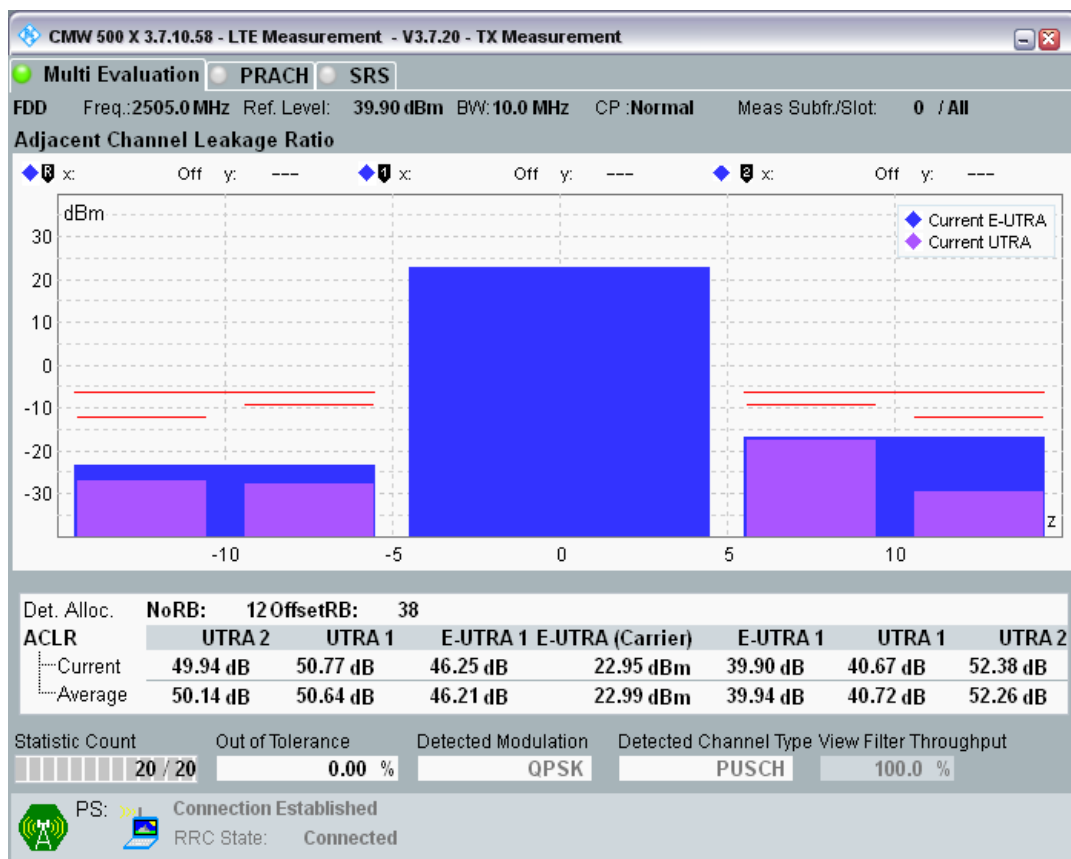 CMW 500 X 3.7.10.58 - LTE Measurement - V3.7.20 - TX Measurement
Multi Evaluation PRACH SRS
FDD Freq.:2505.0 MHz Ref. Level: 39.90 dBm BW: 10.0 MHz CP :Normal Meas Subfr./Slot: 0 / All
Adjacent Channel Leakage Ratio
R x: Off y: --- 1 x: Off y: --- 2 x: Off y: ---
dBm
Current E-UTRA
Current UTRA
30
20
10
0
-10
-20
-30
z
-10 -5 0 5 10
Det. Alloc. NoRB: 12 OffsetRB: 38
ACLR UTRA 2 UTRA 1 E-UTRA 1 E-UTRA (Carrier) E-UTRA 1 UTRA 1 UTRA 2
Current 49.94 dB 50.77 dB 46.25 dB 22.95 dBm 39.90 dB 40.67 dB 52.38 dB
Average 50.14 dB 50.64 dB 46.21 dB 22.99 dBm 39.94 dB 40.72 dB 52.26 dB
Statistic Count Out of Tolerance Detected Modulation Detected Channel Type View Filter Throughput
20 / 20 0.00 % QPSK PUSCH 100.0 %
PS: Connection Established
RRC State: Connected